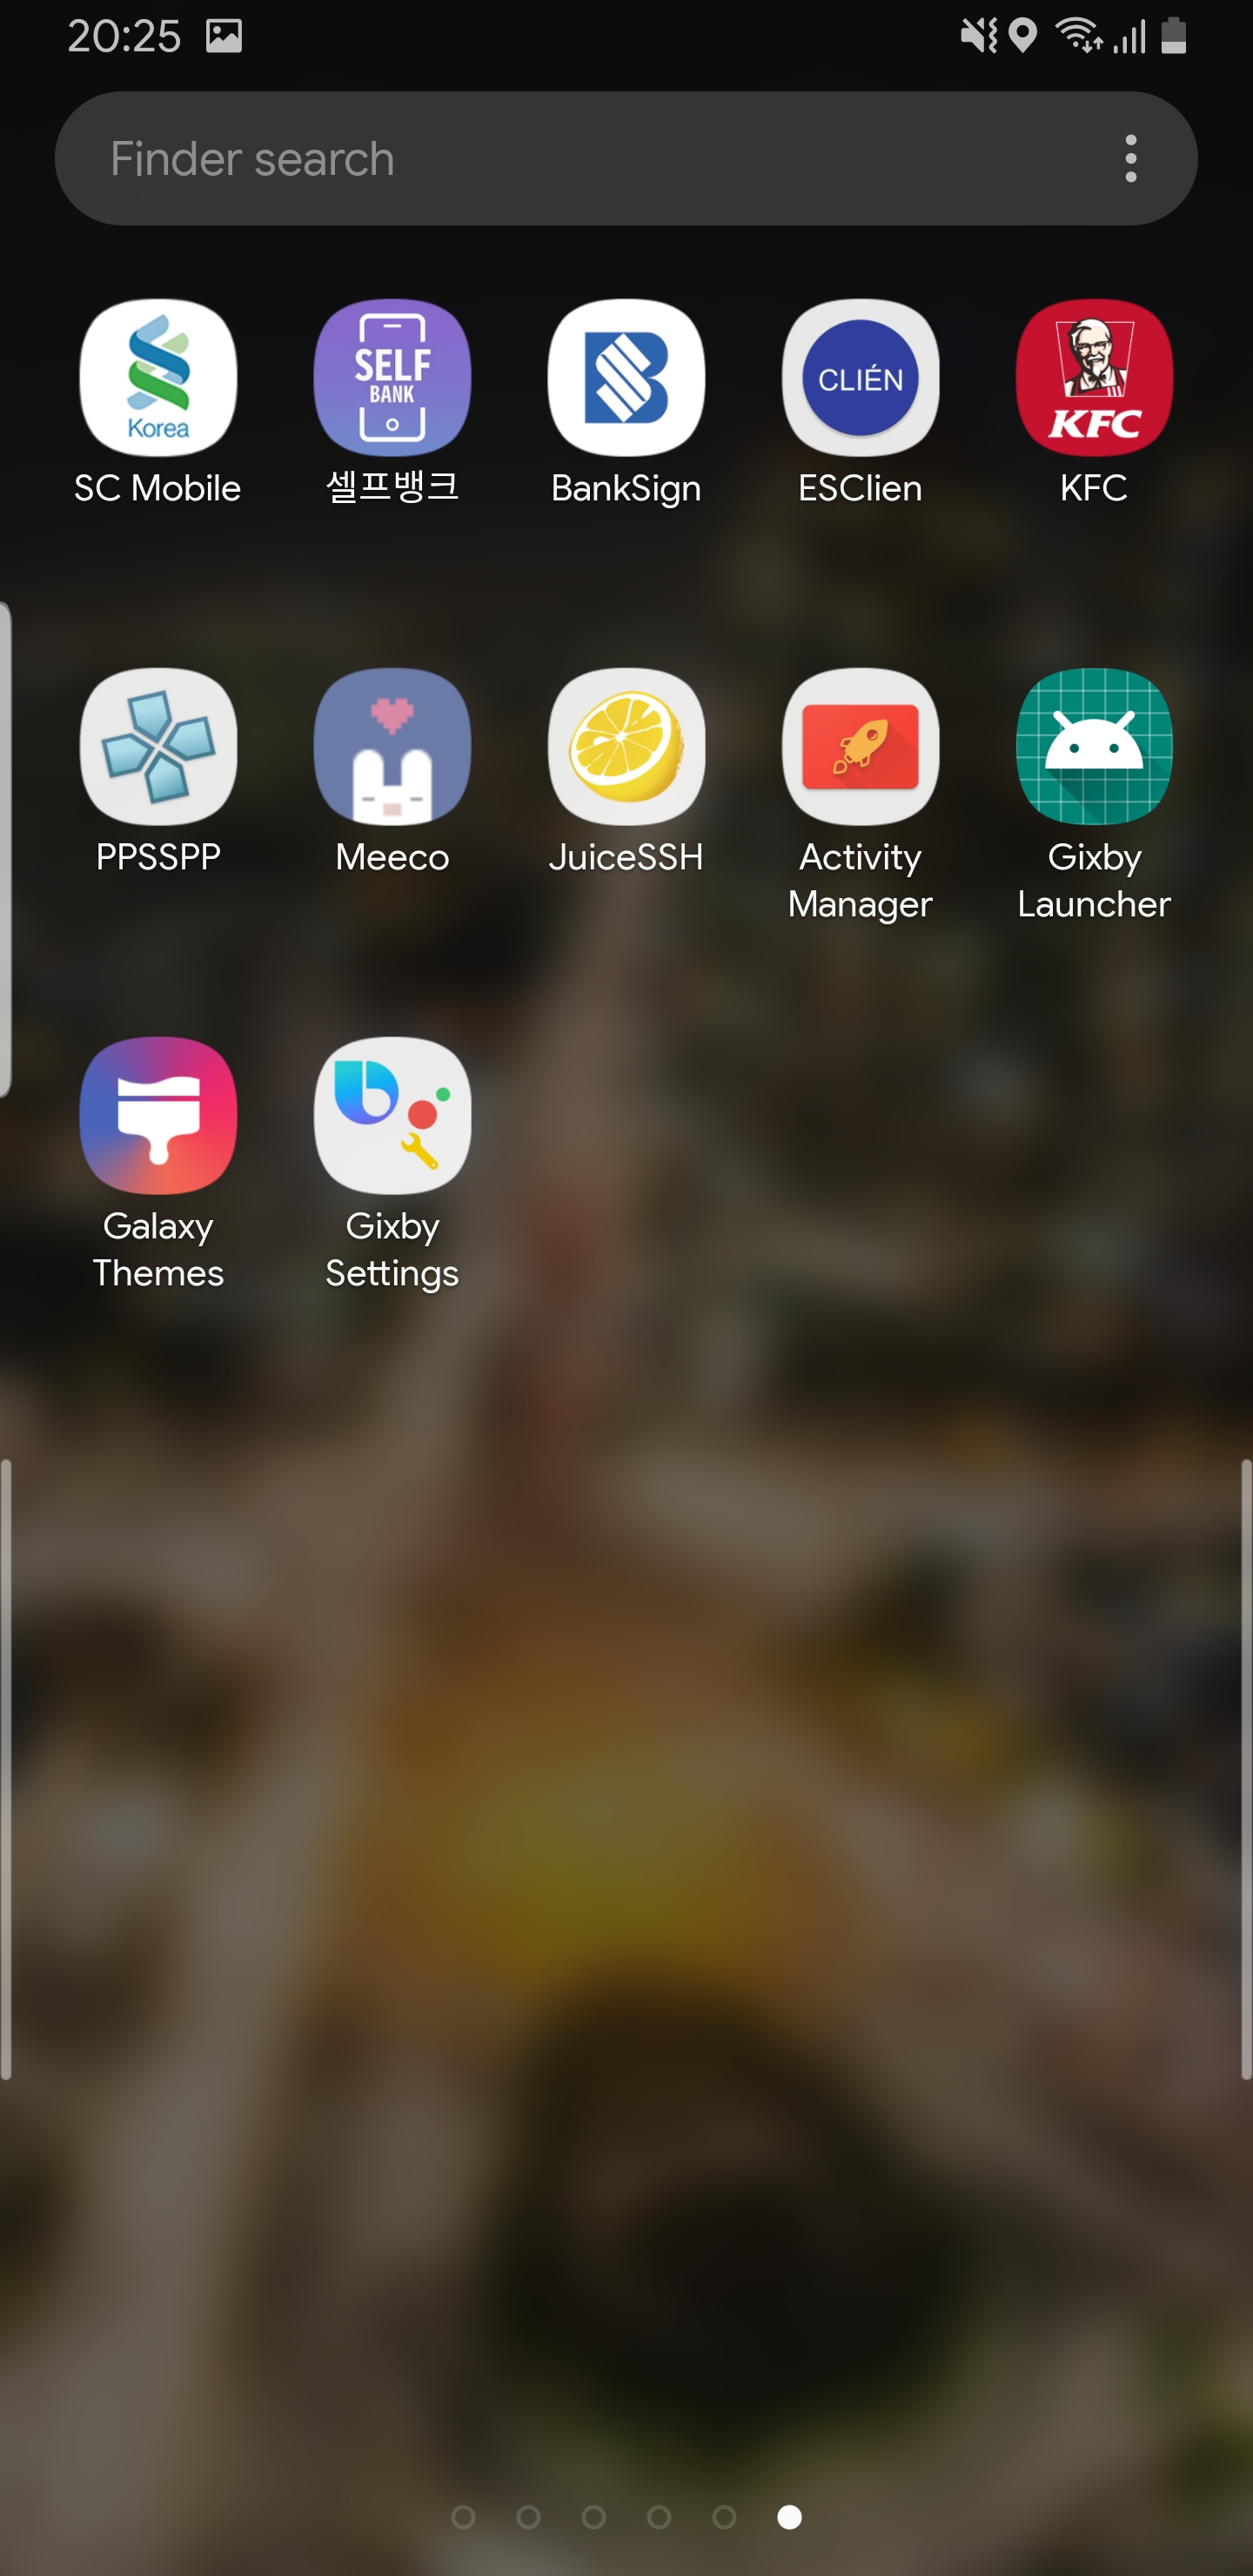 20:25
Finder search
Korea
SELF
BANK
CLIÉN
KFC
SC Mobile
셀프뱅크
BankSign
ESClien
KFC
PPSSPP
Meeco
JuiceSSH
Activity
Manager
Gixby
Launcher
Galaxy
Themes
Gixby
Settings